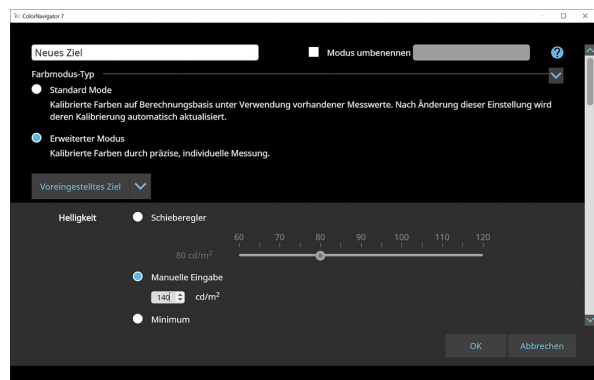 ColorNavigator 7
Neues Ziel
Modus umbenennen
?
Farbmodus-Typ
Standard Mode
Kalibrierte Farben auf Berechnungsbasis unter Verwendung vorhandener Messwerte. Nach Änderung dieser Einstellung wird
deren Kalibrierung automatisch aktualisiert.
Erweiterter Modus
Kalibrierte Farben durch präzise, individuelle Messung.
Voreingestelltes Ziel
Helligkeit
Schieberegler
60 70 80 90 100 110 120
80 cd/m²
Manuelle Eingabe
140 cd/m²
Minimum
OK Abbrechen